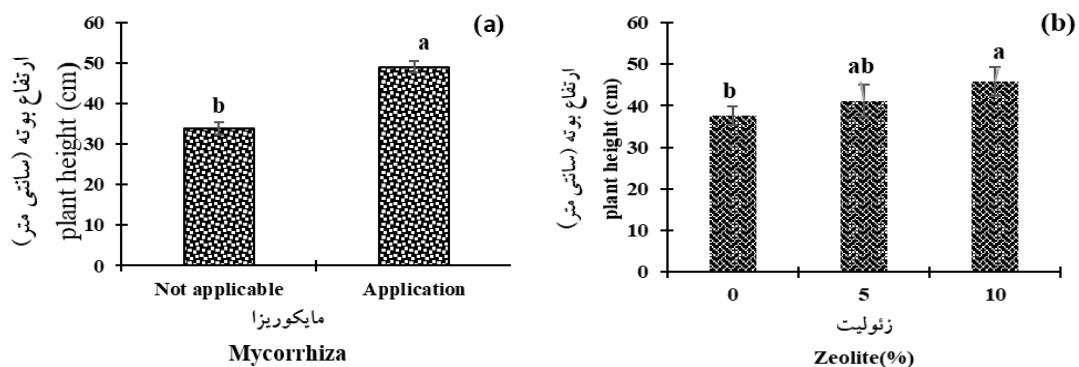 (a)
60
50
40
30
20
10
0
ارتفاع بوته (سانتی متر)
plant height (cm)
b
a
Not applicable
Application
مایکوریزا
Mycorrhiza
(b)
60
50
40
30
20
10
0
ارتفاع بوته (سانتی متر)
plant height (cm)
b
ab
a
0
5
10
زئولیت
Zeolite(%)